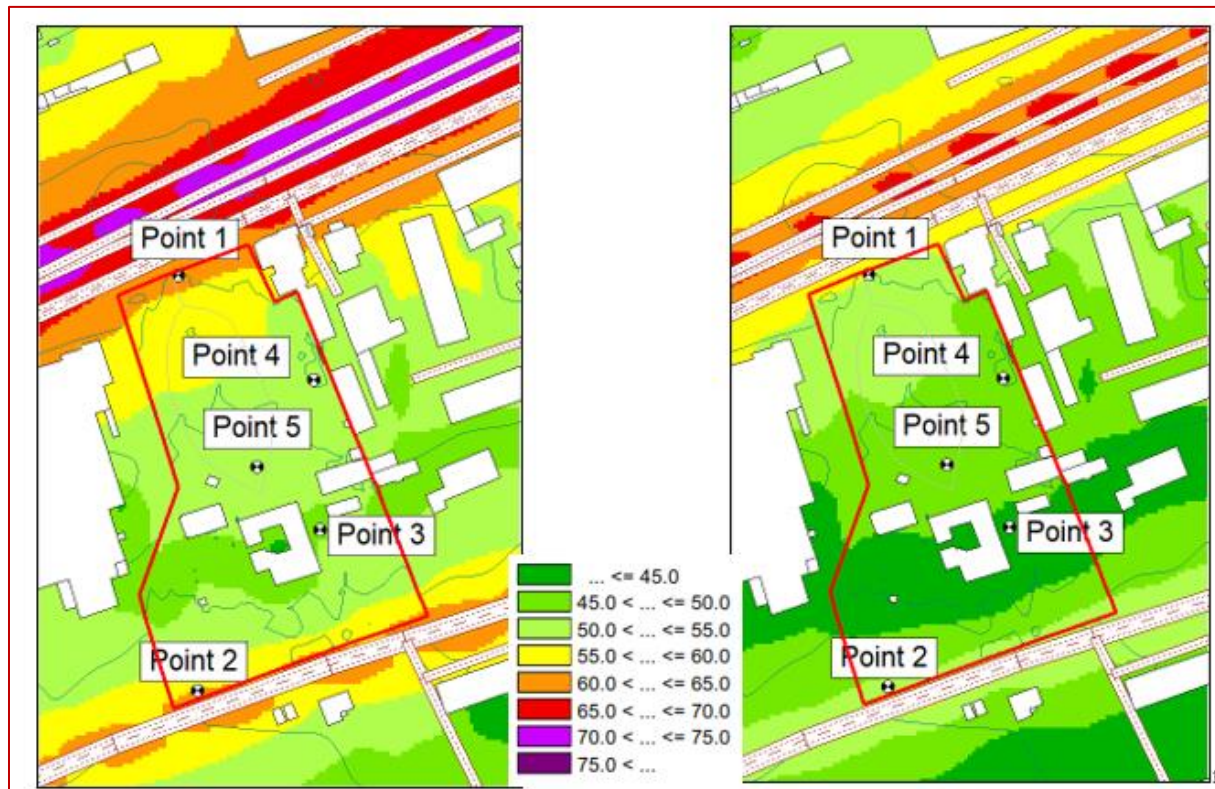 Point 1
Point 4
Point 5
Point 3
Point 2
Point 1
Point 4
Point 5
Point 3
Point 2
... <= 45.0
45.0 < ... <= 50.0
50.0 < ... <= 55.0
55.0 < ... <= 60.0
60.0 < ... <= 65.0
65.0 < ... <= 70.0
70.0 < ... <= 75.0
75.0 < ...